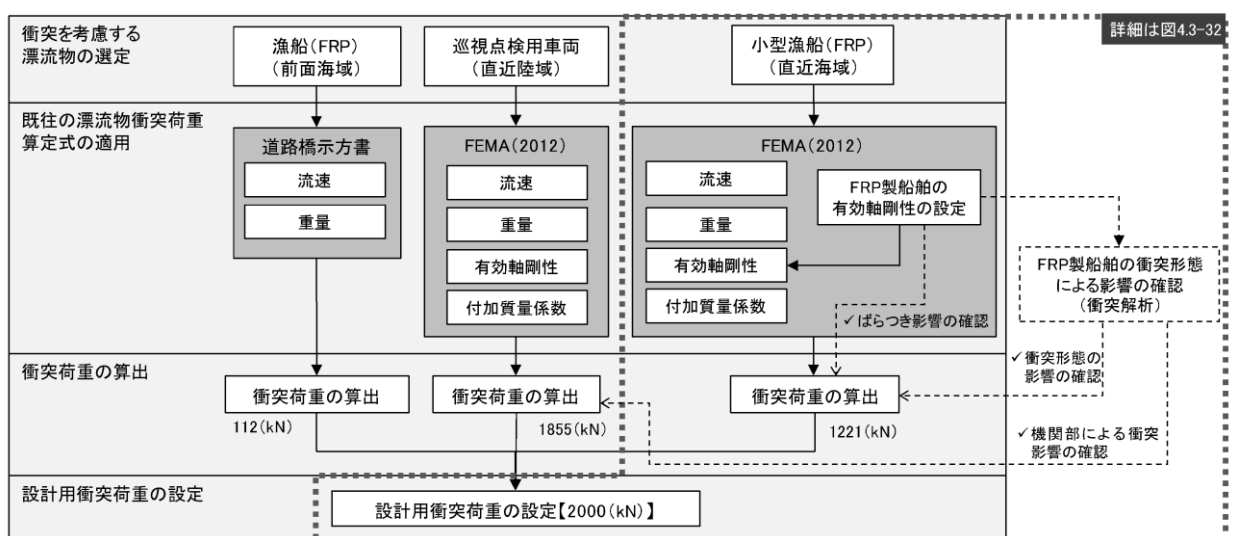 衝突を考慮する
漂流物の選定
漁船(FRP)
(前面海域)
巡視点検用車両
(直近陸域)
小型漁船(FRP)
(直近海域)
詳細は図4.3-32
既往の漂流物衝突荷重
算定式の適用
道路橋示方書
流速
重量
FEMA(2012)
流速
重量
有効軸剛性
付加質量係数
FEMA(2012)
流速
重量
有効軸剛性
付加質量係数
FRP製船舶の
有効軸剛性の設定
✓ばらつき影響の確認
FRP製船舶の衝突形態
による影響の確認
(衝突解析)
✓衝突形態の
影響の確認
✓機関部による衝突
影響の確認
衝突荷重の算出
衝突荷重の算出
112(kN)
衝突荷重の算出
1855(kN)
衝突荷重の算出
1221(kN)
設計用衝突荷重の設定
設計用衝突荷重の設定【2000(kN)】